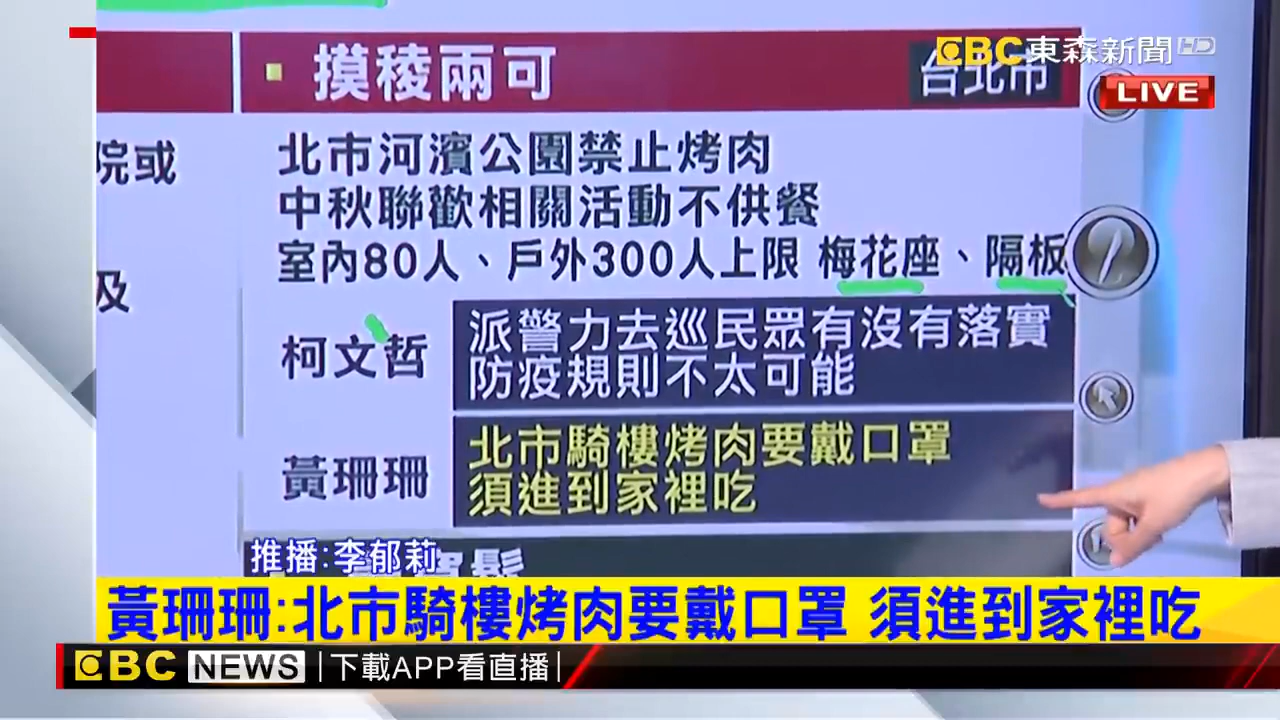 EBC 東森新聞 HD
LIVE
摸稜兩可
台北市
院或
及
北市河濱公園禁止烤肉
中秋聯歡相關活動不供餐
室內80人、戶外300人上限 梅花座、隔板
柯文哲
派警力去巡民眾有沒有落實
防疫規則不太可能
黃珊珊
北市騎樓烤肉要戴口罩
須進到家裡吃
推播:李郁莉
黃珊珊:北市騎樓烤肉要戴口罩 須進到家裡吃
EBC NEWS 下載APP看直播